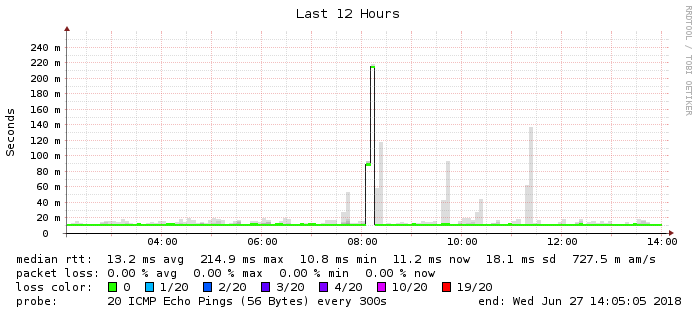 Last 12 Hours
RRDTOOL / TOBI OETIKER
Seconds
240 m
220 m
200 m
180 m
160 m
140 m
120 m
100 m
80 m
60 m
40 m
20 m
0
04:00 06:00 08:00 10:00 12:00 14:00
median rtt: 13.2 ms avg 214.9 ms max 10.8 ms min 11.2 ms now 18.1 ms sd 727.5 m am/s
packet loss: 0.00 % avg 0.00 % max 0.00 % min 0.00 % now
loss color: 0 1/20 2/20 3/20 4/20 10/20 19/20
probe: 20 ICMP Echo Pings (56 Bytes) every 300s end: Wed Jun 27 14:05:05 2018